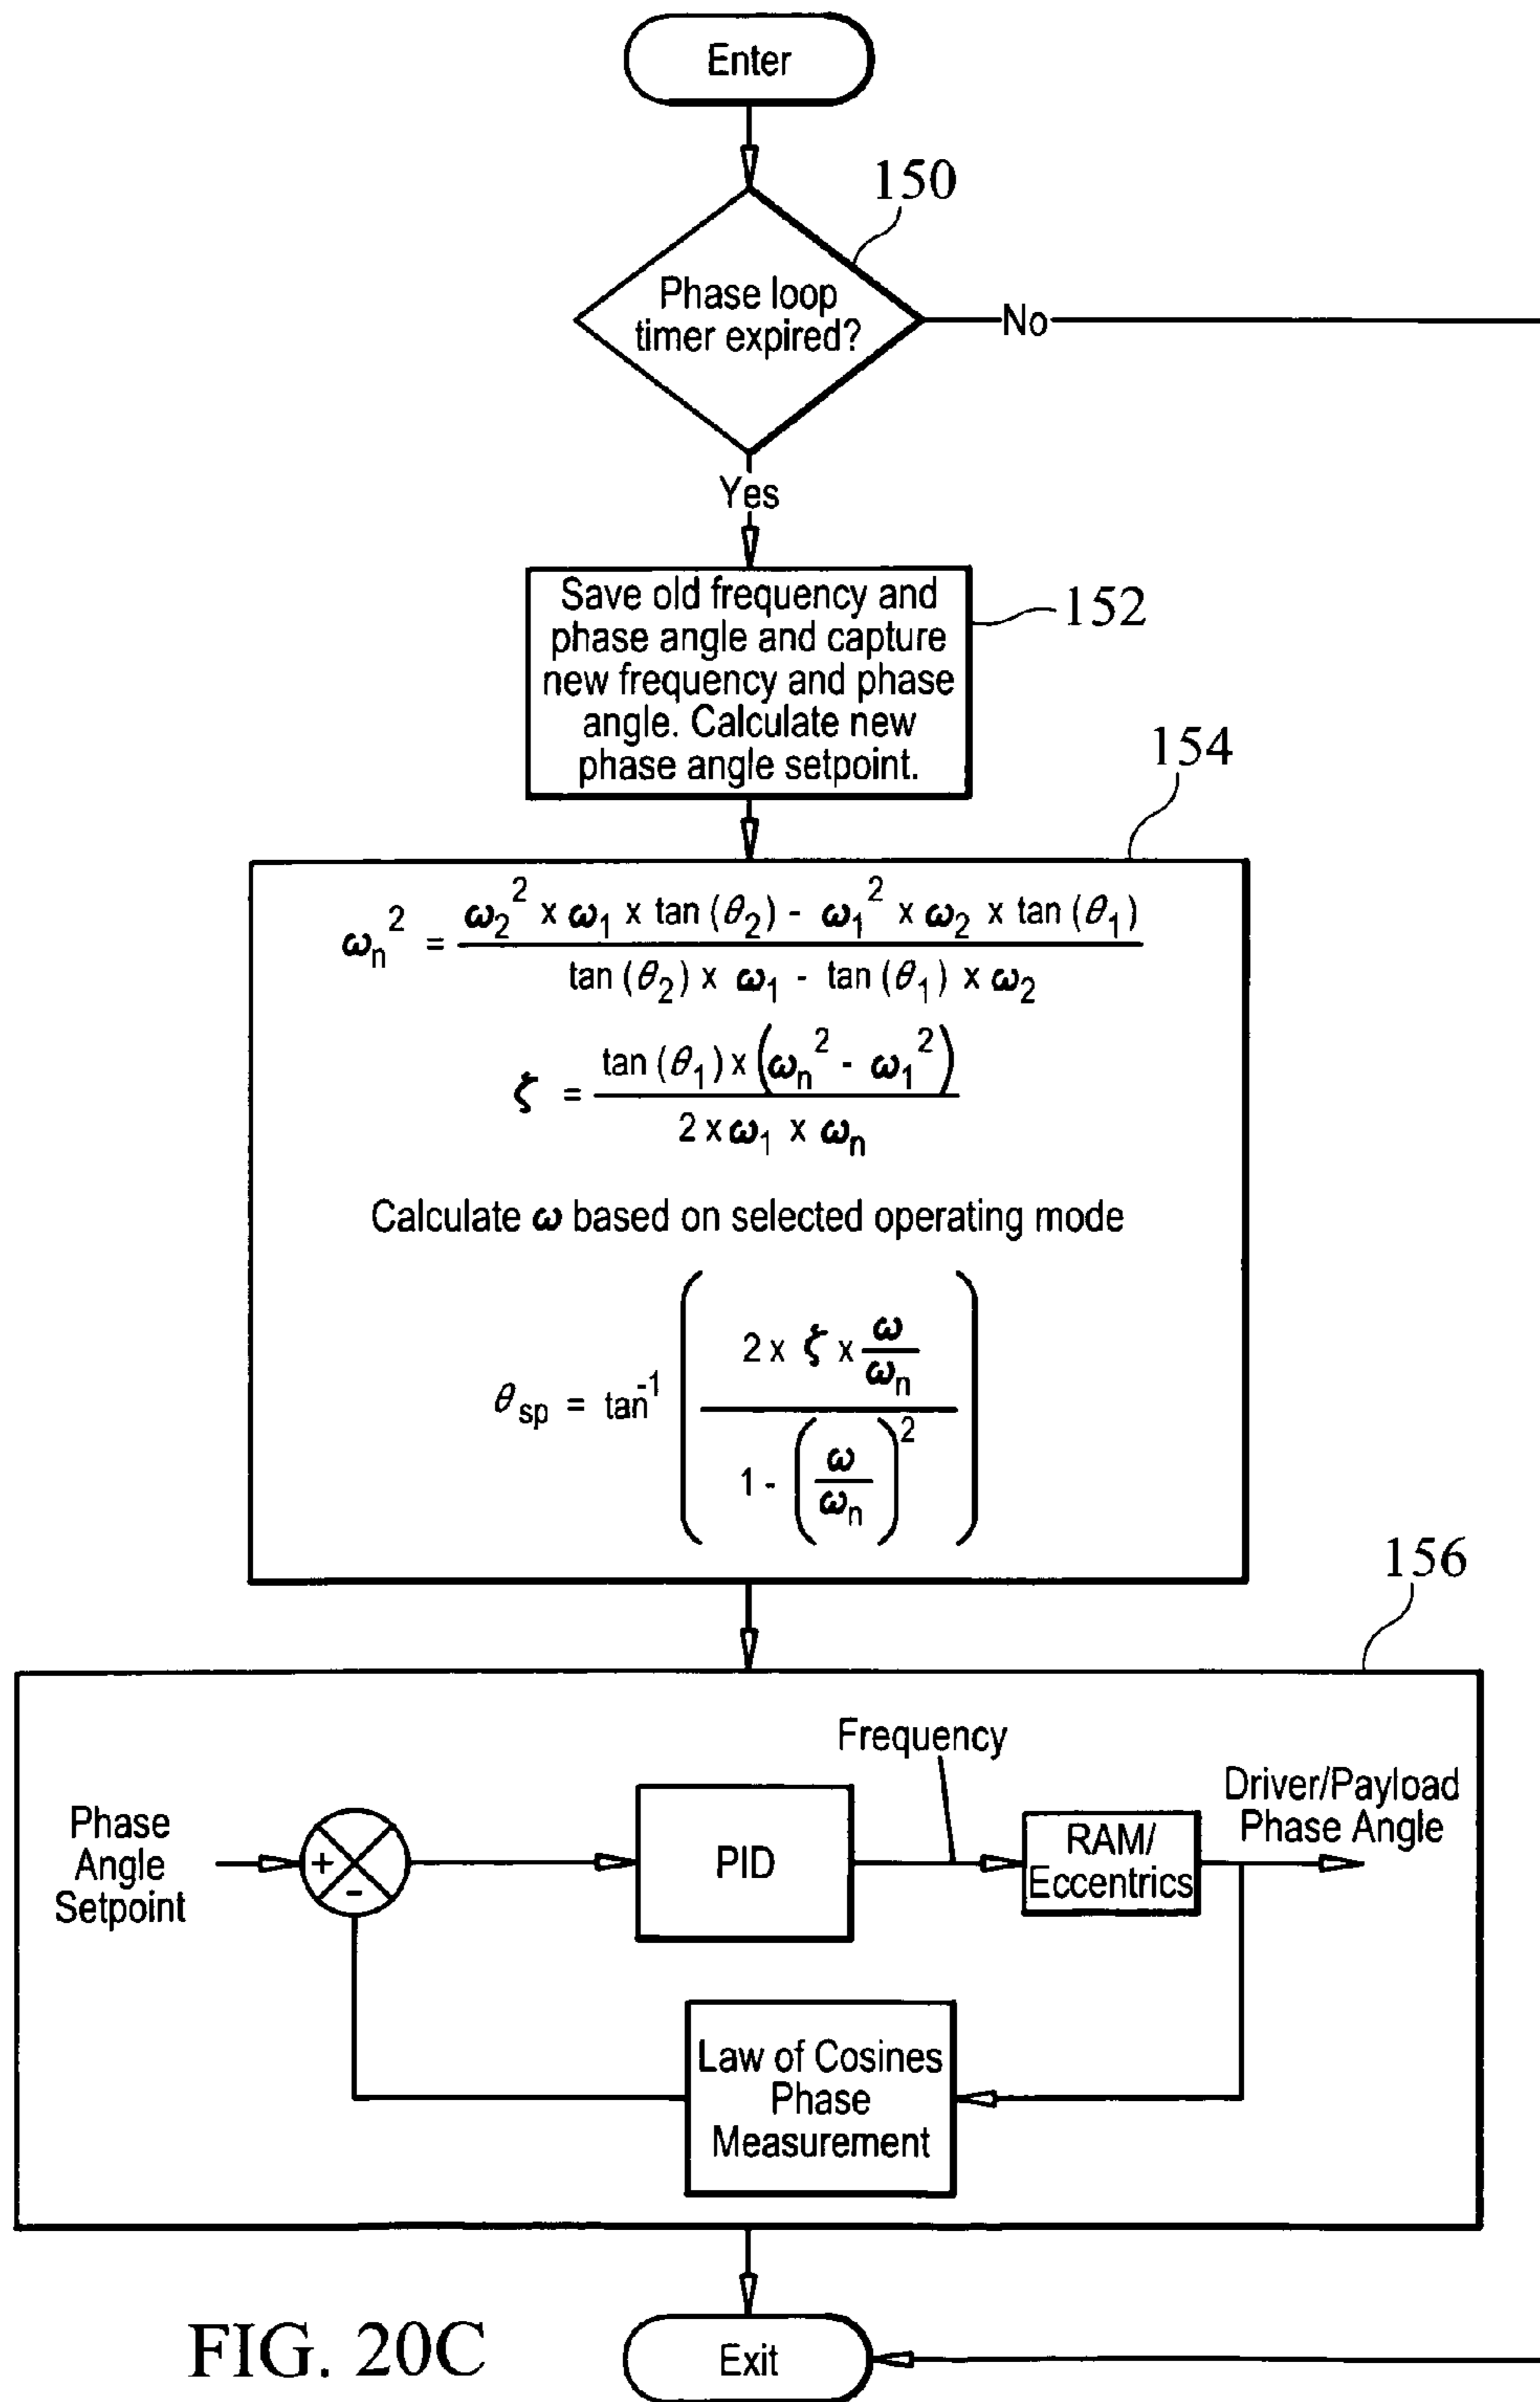 Enter
150
Phase loop
timer expired?
No
Yes
Save old frequency and
phase angle and capture
new frequency and phase
angle. Calculate new
phase angle setpoint.
152
154
ωn² = (ω2² x ω1 x tan (θ2) - ω1² x ω2 x tan (θ1)) / (tan (θ2) x ω1 - tan (θ1) x ω2)
ζ = (tan (θ1) x (ωn² - ω1²)) / (2 x ω1 x ωn)
Calculate ω based on selected operating mode
θsp = tan⁻¹ ((2 x ζ x ω/ωn) / (1 - (ω/ωn)²))
156
Frequency
Driver/Payload
Phase Angle
Phase
Angle
Setpoint
+
-
PID
RAM/
Eccentrics
Law of Cosines
Phase
Measurement
FIG. 20C
Exit